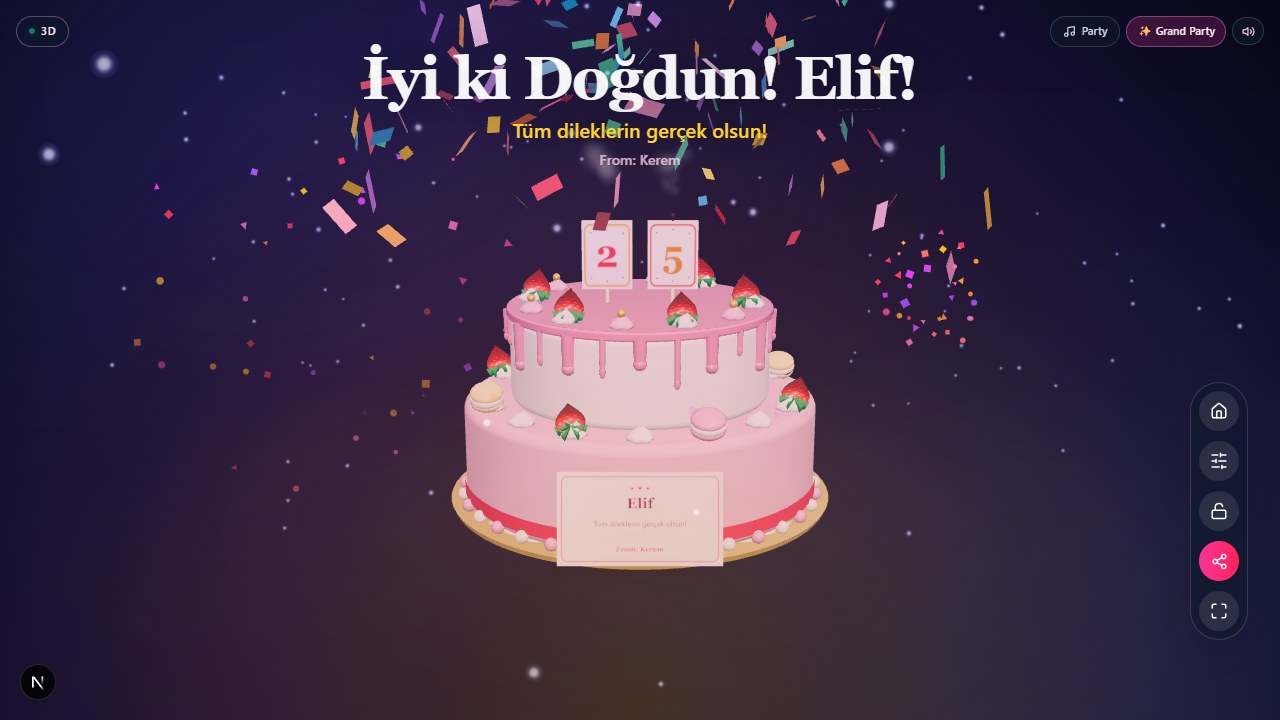 3D
Party
Grand Party
İyi ki Doğdun! Elif!
Tüm dileklerin gerçek olsun!
From: Kerem
2 5
Elif
Tüm dileklerin gerçek olsun!
From: Kerem
N